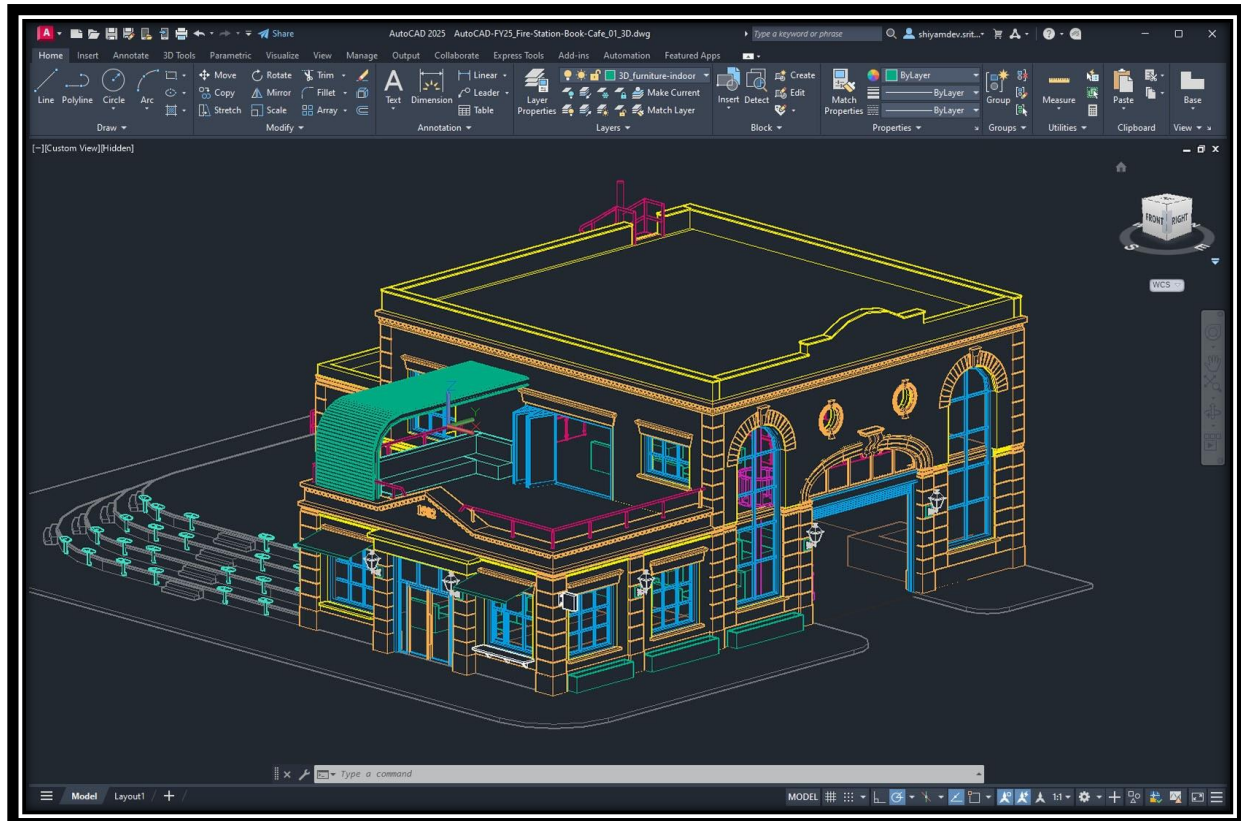 A Share AutoCAD 2025 AutoCAD-FY25_Fire-Station-Book-Cafe_01_3D.dwg Type a keyword or phrase shiyamdev.srit...
Home Insert Annotate 3D Tools Parametric Visualize View Manage Output Collaborate Express Tools Add-ins Automation Featured Apps
Move Rotate Trim Linear 3D_furniture-indoor Create ByLayer
Copy Mirror Fillet Leader Make Current Edit ByLayer
Stretch Scale Array Table Match Layer ByLayer
Line Polyline Circle Arc Text Dimension Layer Properties Insert Detect Match Properties Group Measure Paste Base
Draw Modify Annotation Layers Block Properties Groups Utilities Clipboard View
[-][Custom View][Hidden]
FRONT RIGHT
S E
WCS
Z
Y
X
Type a command
Model Layout1 MODEL 1:1